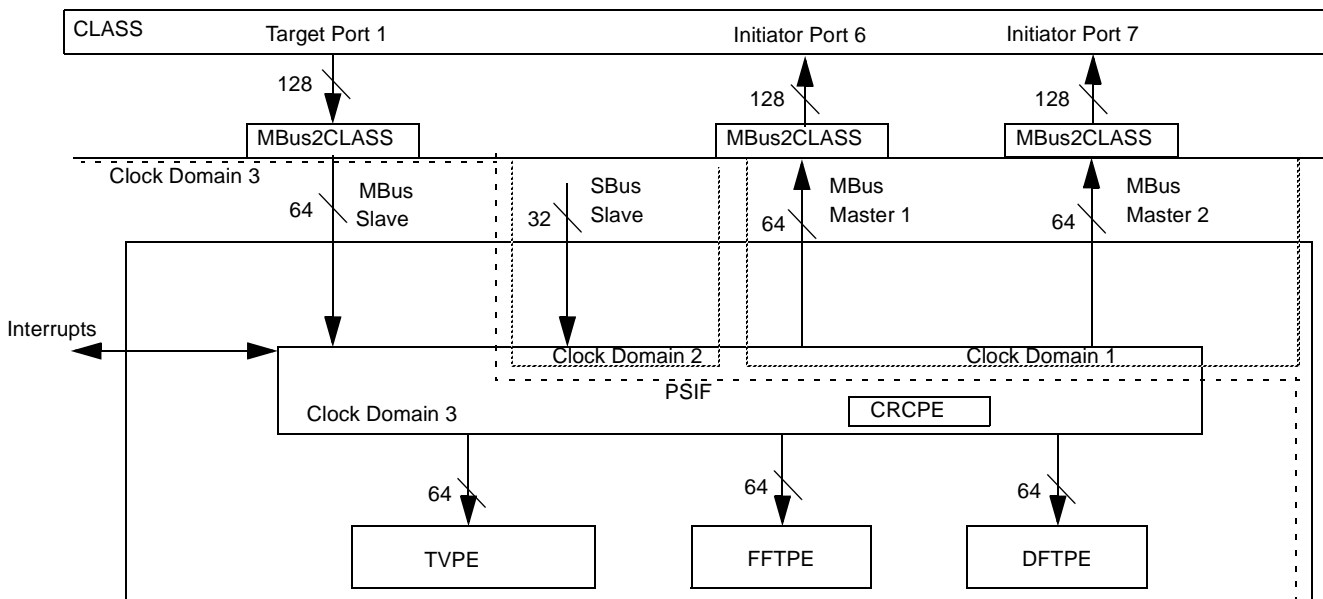 CLASS
Target Port 1
Initiator Port 6
Initiator Port 7
128
128
128
MBus2CLASS
MBus2CLASS
MBus2CLASS
Clock Domain 3
64
MBus
Slave
32
SBus
Slave
64
MBus
Master 1
64
MBus
Master 2
Interrupts
Clock Domain 2
Clock Domain 1
PSIF
Clock Domain 3
CRCPE
64
64
64
TVPE
FFTPE
DFTPE